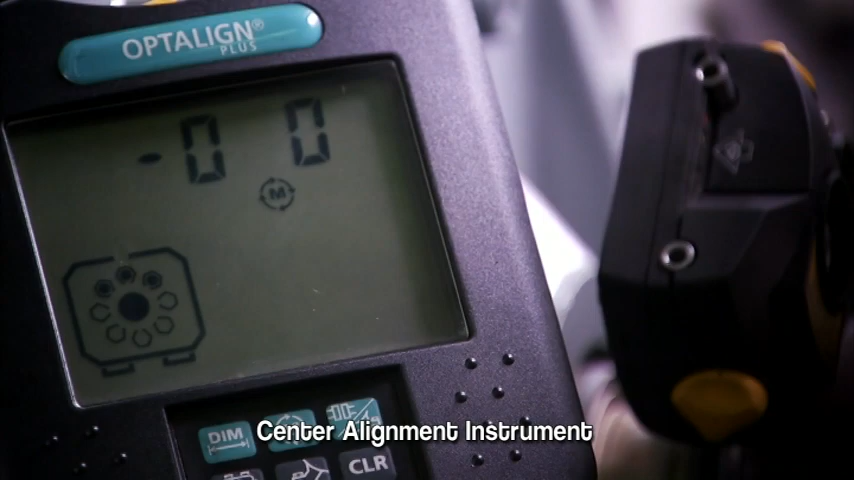 OPTALIGN®
PLUS
-0 0
M
DIM
CLR
Center Alignment Instrument